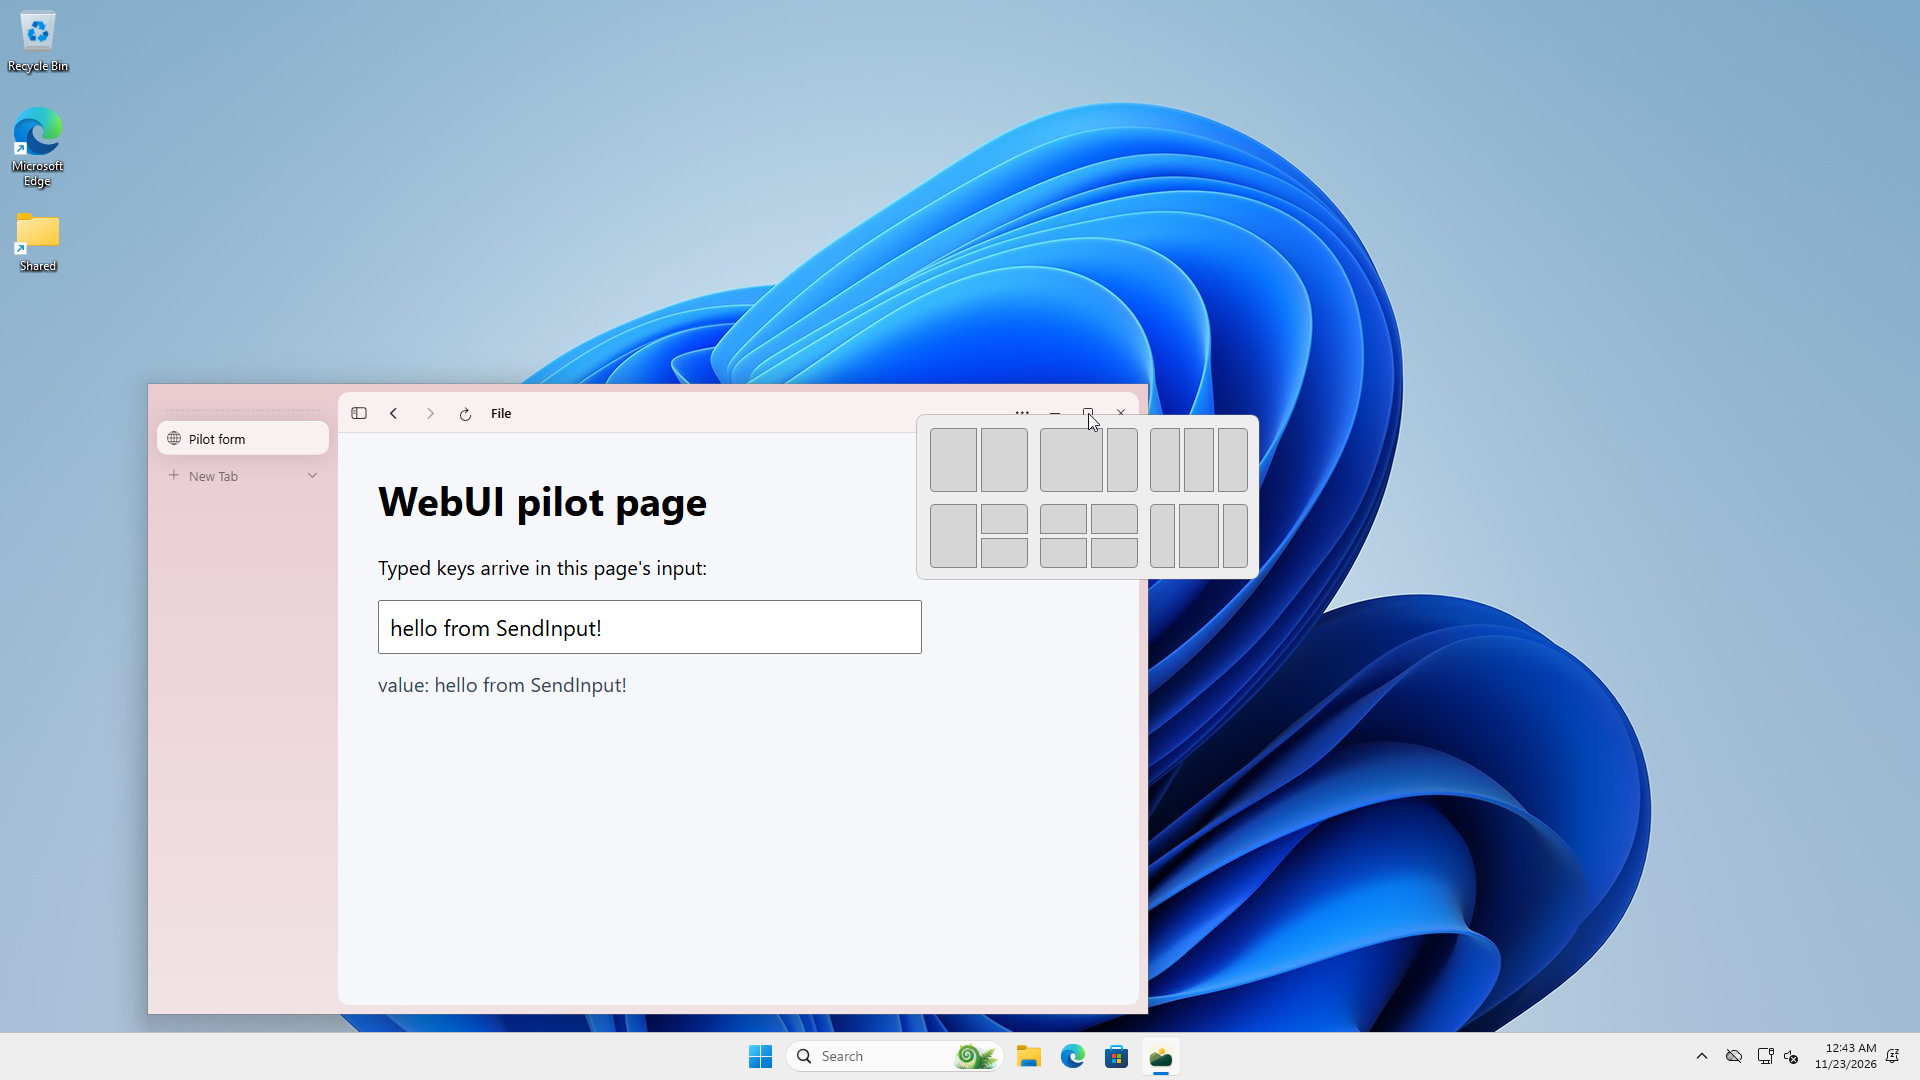 Recycle Bin
Microsoft
Edge
Shared
File
Pilot form
New Tab
WebUI pilot page
Typed keys arrive in this page's input:
hello from SendInput!
value: hello from SendInput!
Search
12:43 AM
11/23/2026